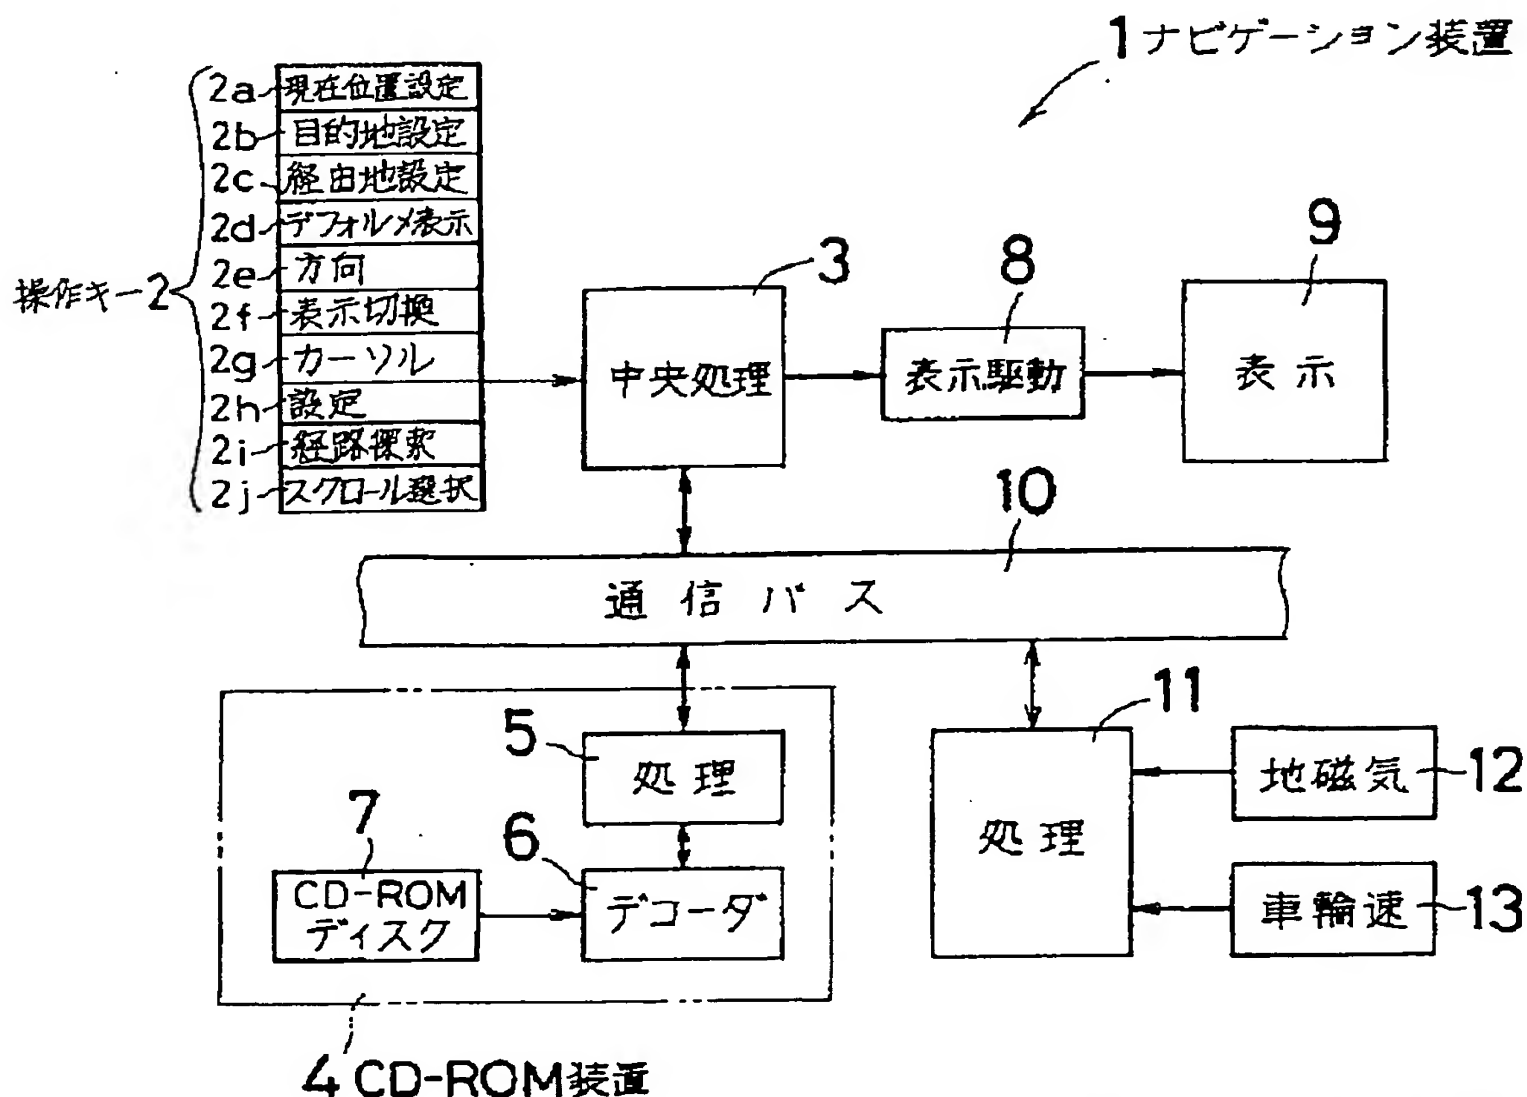 1 ナビゲーション装置
2a 現在位置設定
2b 目的地設定
2c 経由地設定
2d デフォルメ表示
2e 方向
操作キー 2
2f 表示切換
2g カーソル
2h 設定
2i 経路探索
2j スクロール選択
3
中央処理
8
表示駆動
9
表示
10
通信バス
5
処理
7
CD-ROM
ディスク
6
デコーダ
4 CD-ROM装置
11
処理
地磁気 12
車輪速 13